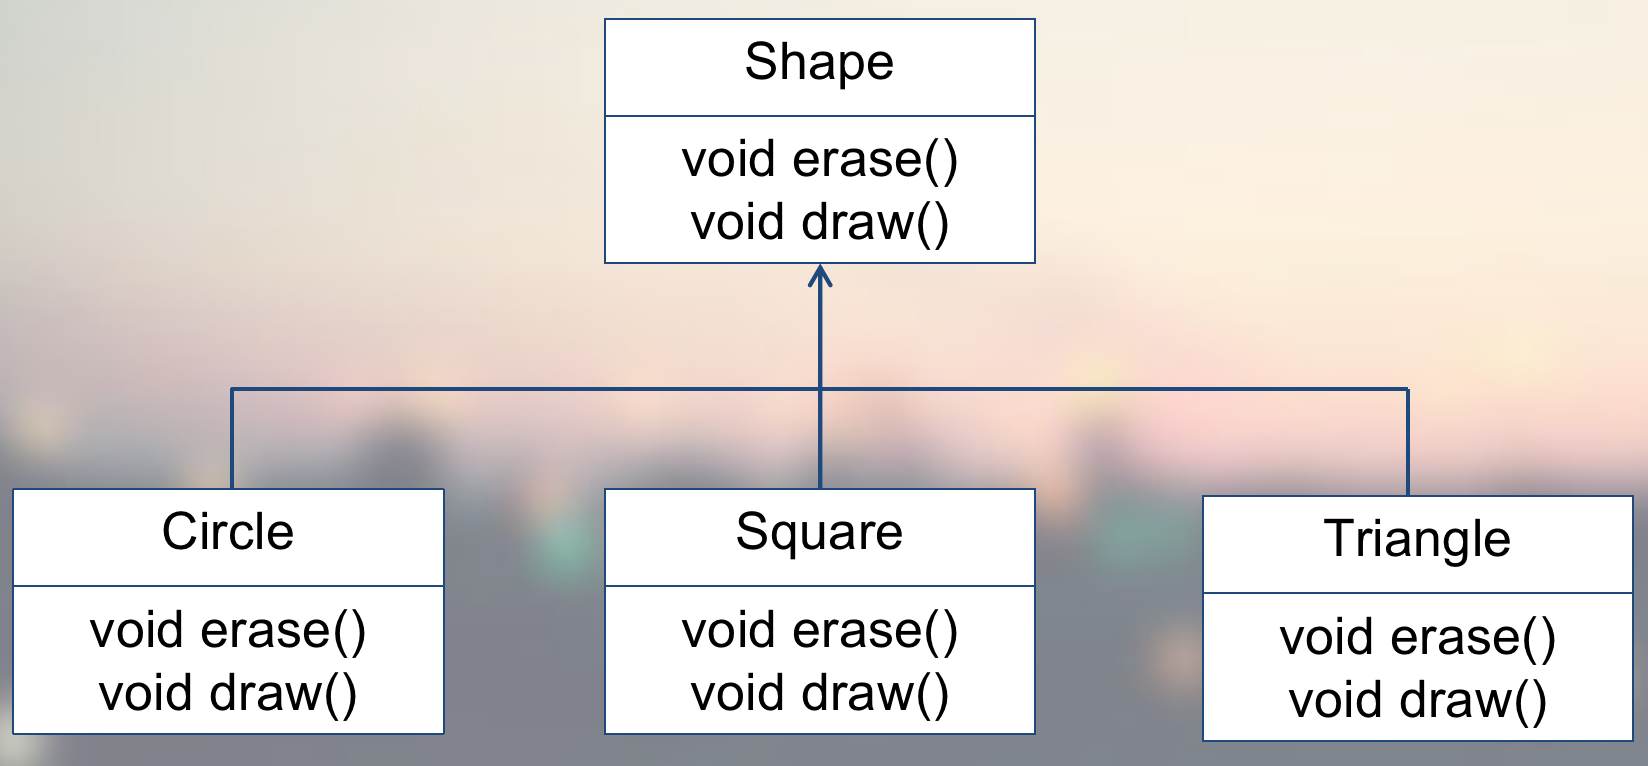 Shape
void erase()
void draw()
Circle
void erase()
void draw()
Square
void erase()
void draw()
Triangle
void erase()
void draw()